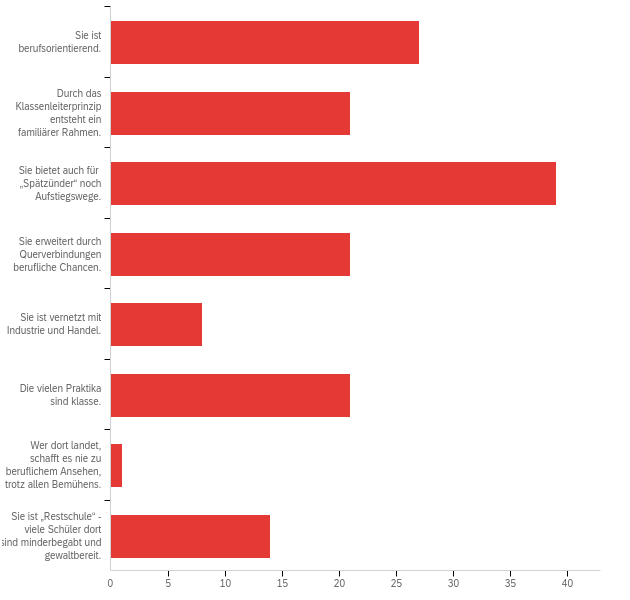 Sie ist
berufsorientierend.
Durch das
Klassenleiterprinzip
entsteht ein
familiärer Rahmen.
Sie bietet auch für
„Spätzünder“ noch
Aufstiegswege.
Sie erweitert durch
Querverbindungen
berufliche Chancen.
Sie ist vernetzt mit
Industrie und Handel.
Die vielen Praktika
sind klasse.
Wer dort landet,
schafft es nie zu
beruflichem Ansehen,
trotz allen Bemühens.
Sie ist „Restschule“ -
viele Schüler dort
sind minderbegabt und
gewaltbereit.
0 5 10 15 20 25 30 35 40